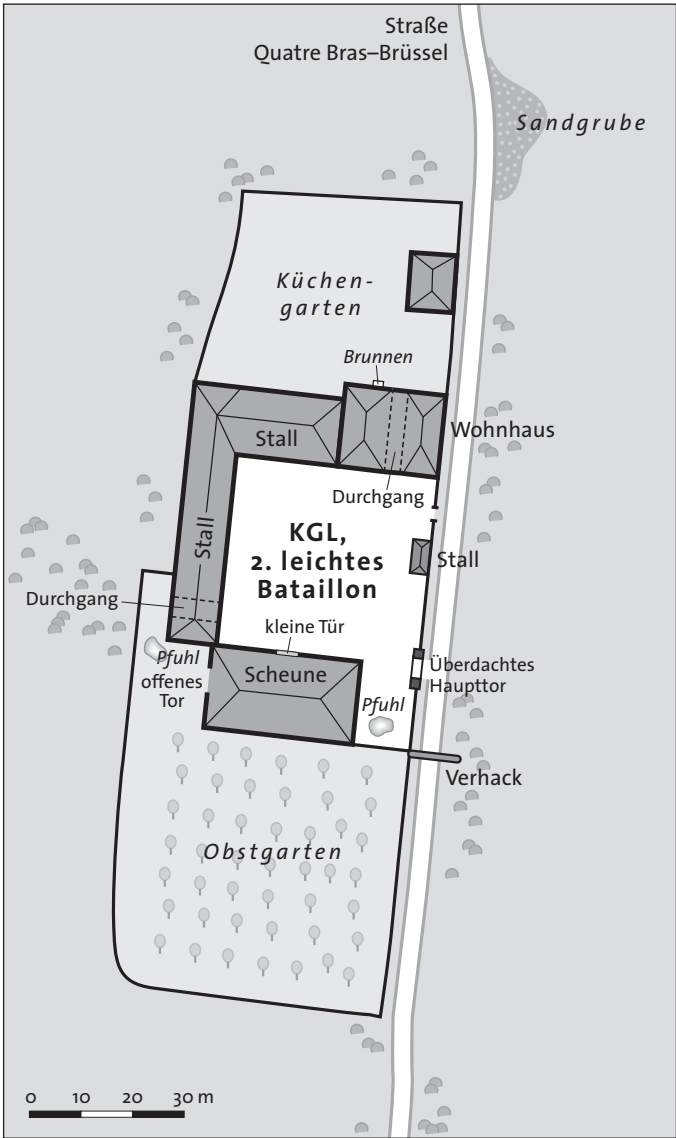 Straße
Quatre Bras–Brüssel
Sandgrube
Küchen-
garten
Brunnen
Stall
Wohnhaus
Durchgang
KGL,
2. leichtes
Bataillon
Stall
Stall
Durchgang
kleine Tür
Pfuhl
offenes
Tor
Scheune
Pfuhl
Überdachtes
Haupttor
Verhack
Obstgarten
0 10 20 30 m